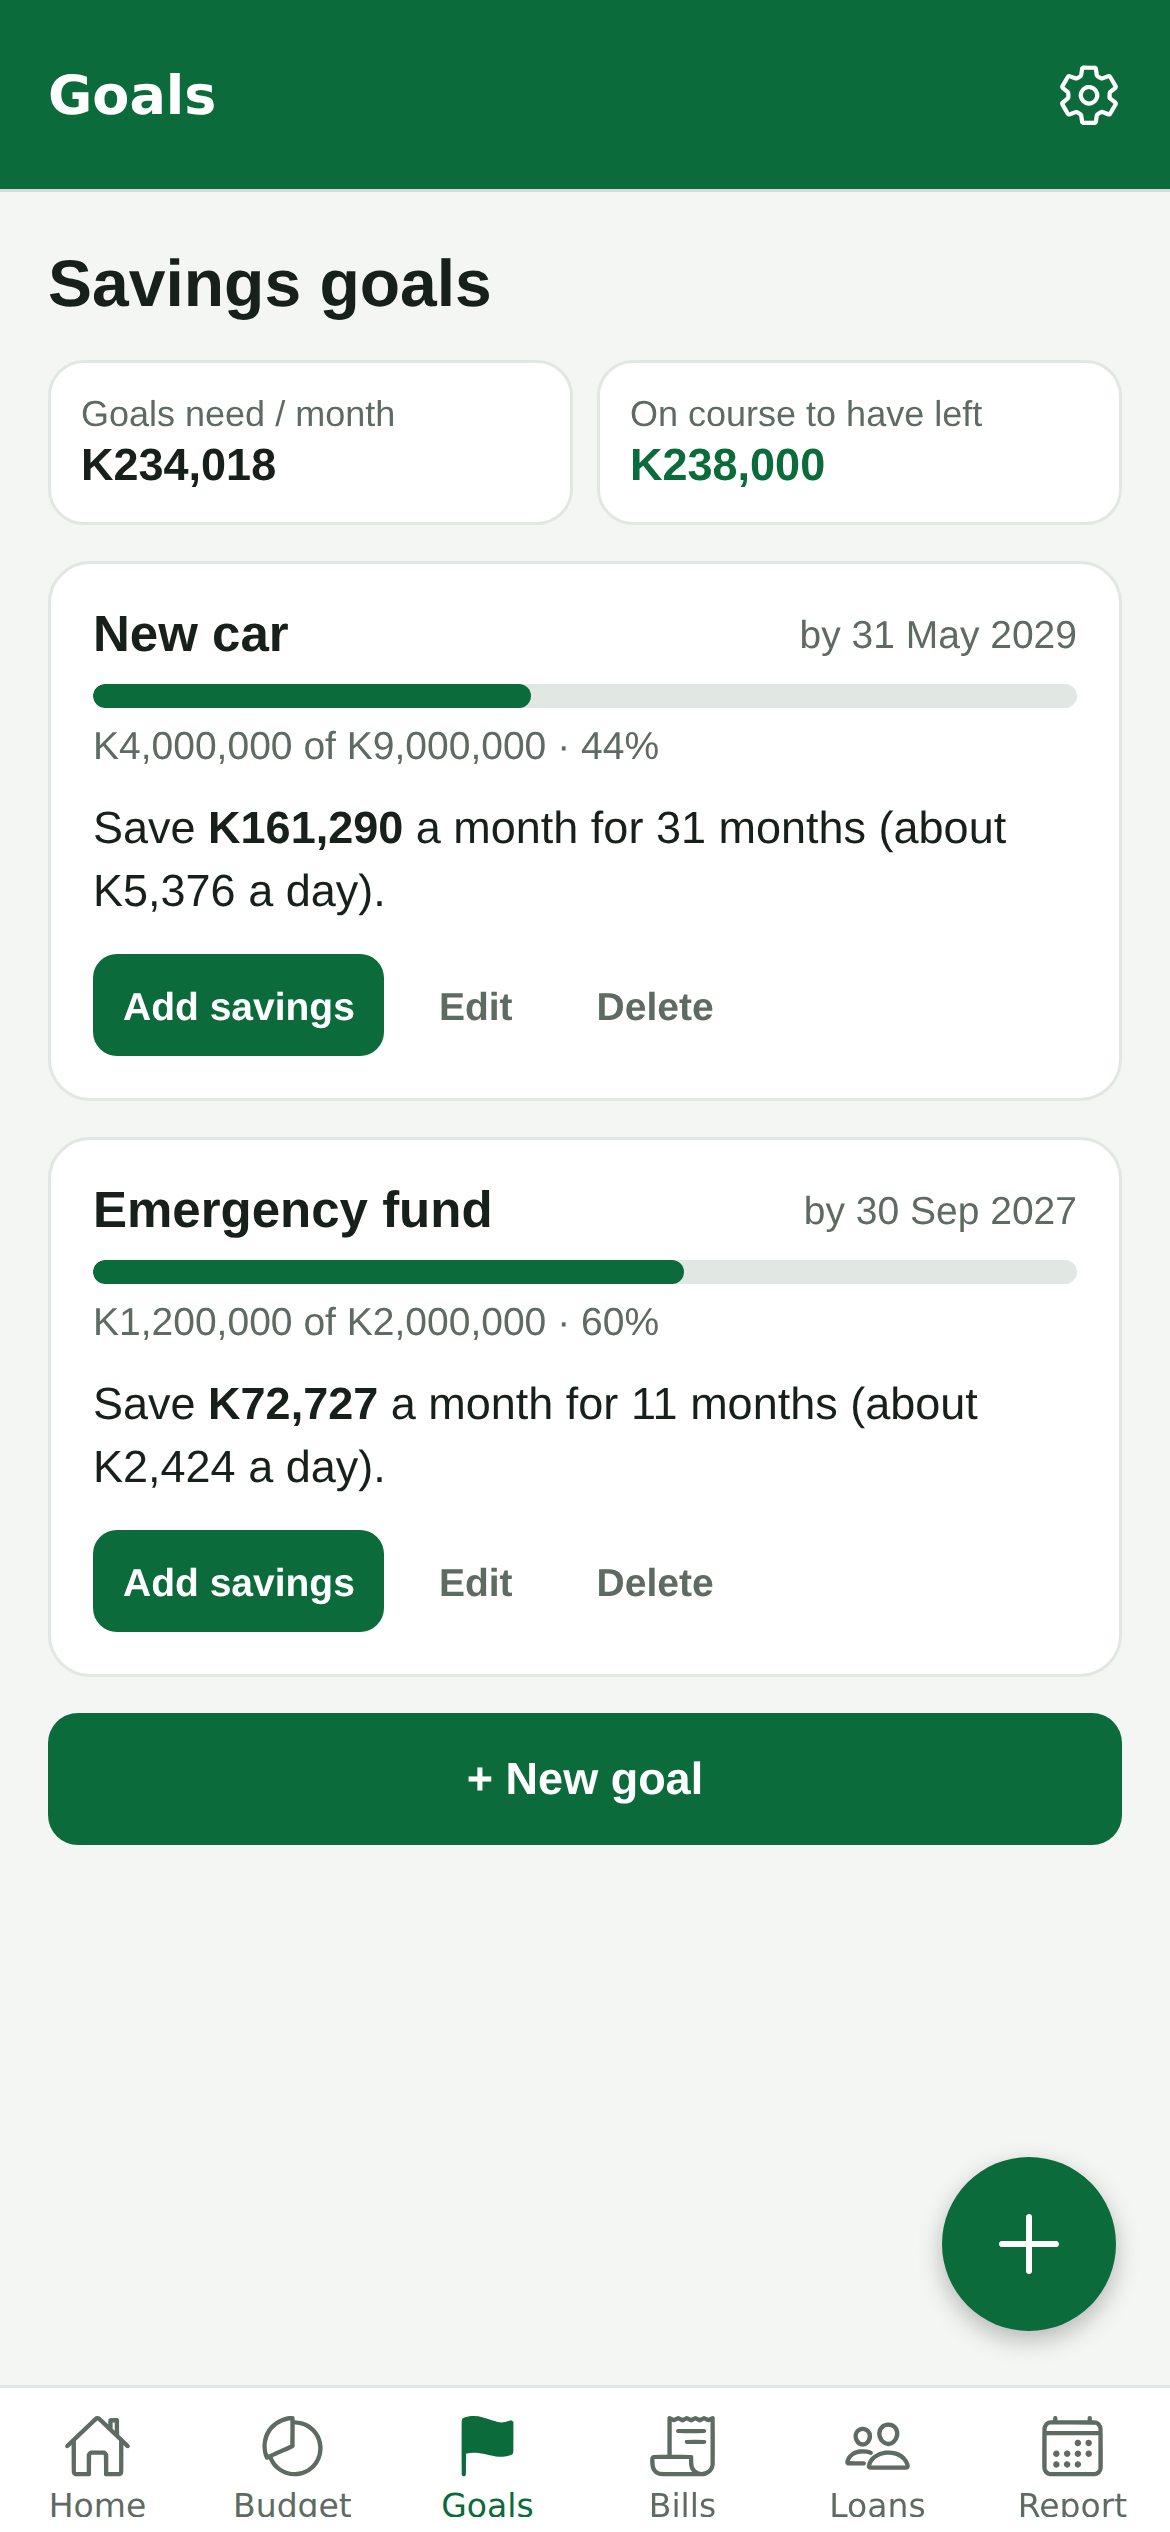 Goals
Savings goals
Goals need / month
K234,018
On course to have left
K238,000
New car
by 31 May 2029
K4,000,000 of K9,000,000 · 44%
Save K161,290 a month for 31 months (about
K5,376 a day).
Add savings
Edit
Delete
Emergency fund
by 30 Sep 2027
K1,200,000 of K2,000,000 · 60%
Save K72,727 a month for 11 months (about
K2,424 a day).
Add savings
Edit
Delete
+ New goal
Home
Budget
Goals
Bills
Loans
Report